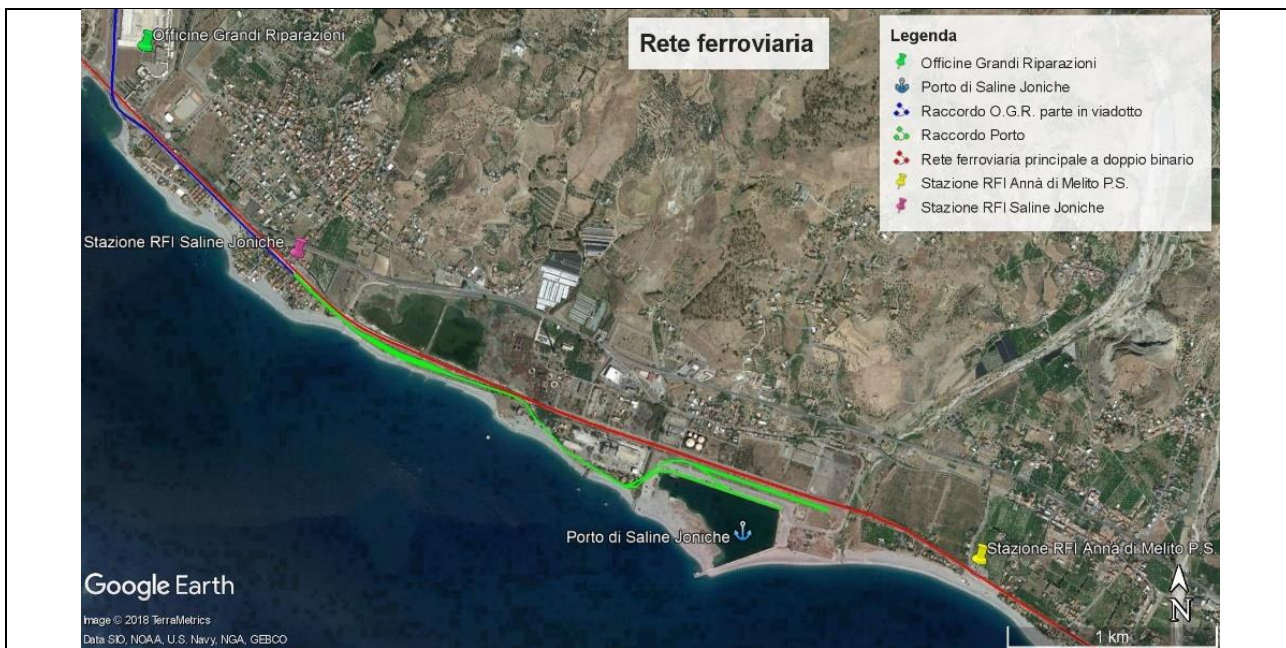 Officine Grandi Riparazioni
Rete ferroviaria
Legenda
Officine Grandi Riparazioni
Porto di Saline Joniche
Raccordo O.G.R. parte in viadotto
Raccordo Porto
Rete ferroviaria principale a doppio binario
Stazione RFI Annà di Melito P.S.
Stazione RFI Saline Joniche
Stazione RFI Saline Joniche
Porto di Saline Joniche
Stazione RFI Annà di Melito P.S.
Google Earth
Image © 2018 TerraMetrics
Data SIO, NOAA, U.S. Navy, NGA, GEBCO
N
1 km